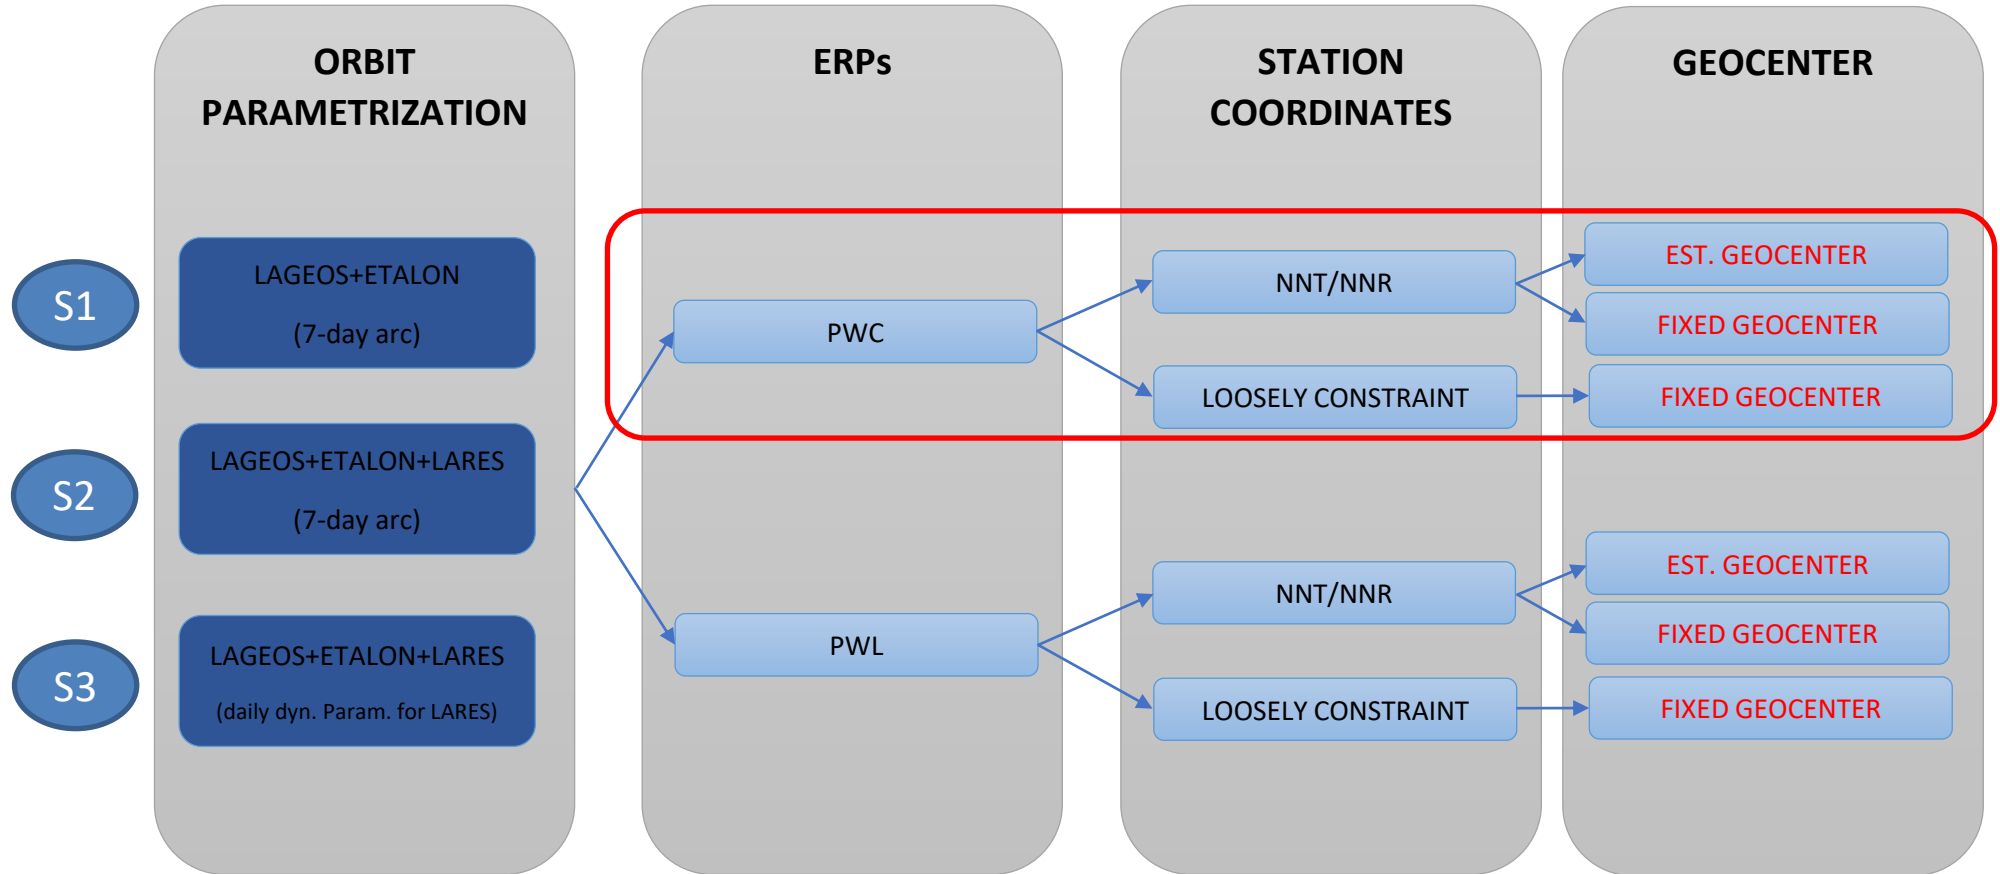 ORBIT
PARAMETRIZATION
ERPs
STATION
COORDINATES
GEOCENTER
S1
LAGEOS+ETALON
(7-day arc)
S2
LAGEOS+ETALON+LARES
(7-day arc)
S3
LAGEOS+ETALON+LARES
(daily dyn. Param. for LARES)
PWC
PWL
NNT/NNR
LOOSELY CONSTRAINT
NNT/NNR
LOOSELY CONSTRAINT
EST. GEOCENTER
FIXED GEOCENTER
FIXED GEOCENTER
EST. GEOCENTER
FIXED GEOCENTER
FIXED GEOCENTER